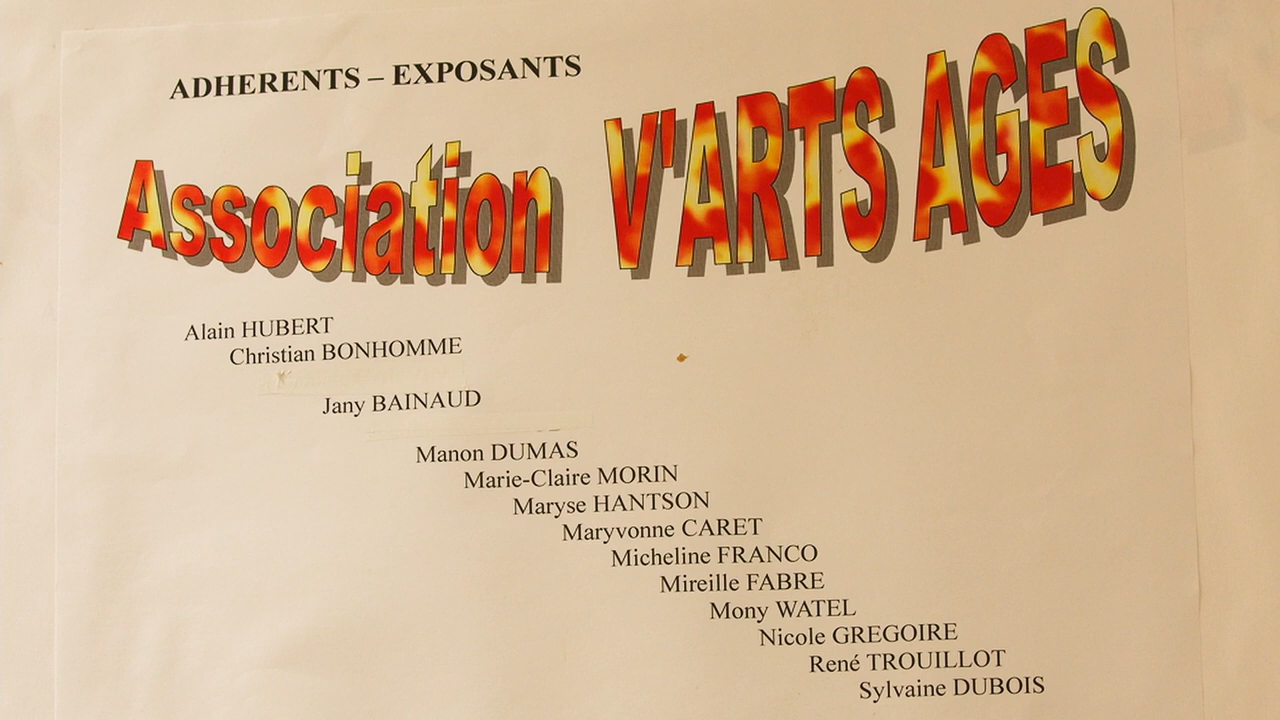 ADHERENTS – EXPOSANTS
Association V'ARTS AGES
Alain HUBERT
Christian BONHOMME
Jany BAINAUD
Manon DUMAS
Marie-Claire MORIN
Maryse HANTSON
Maryvonne CARET
Micheline FRANCO
Mireille FABRE
Mony WATEL
Nicole GREGOIRE
René TROUILLOT
Sylvaine DUBOIS